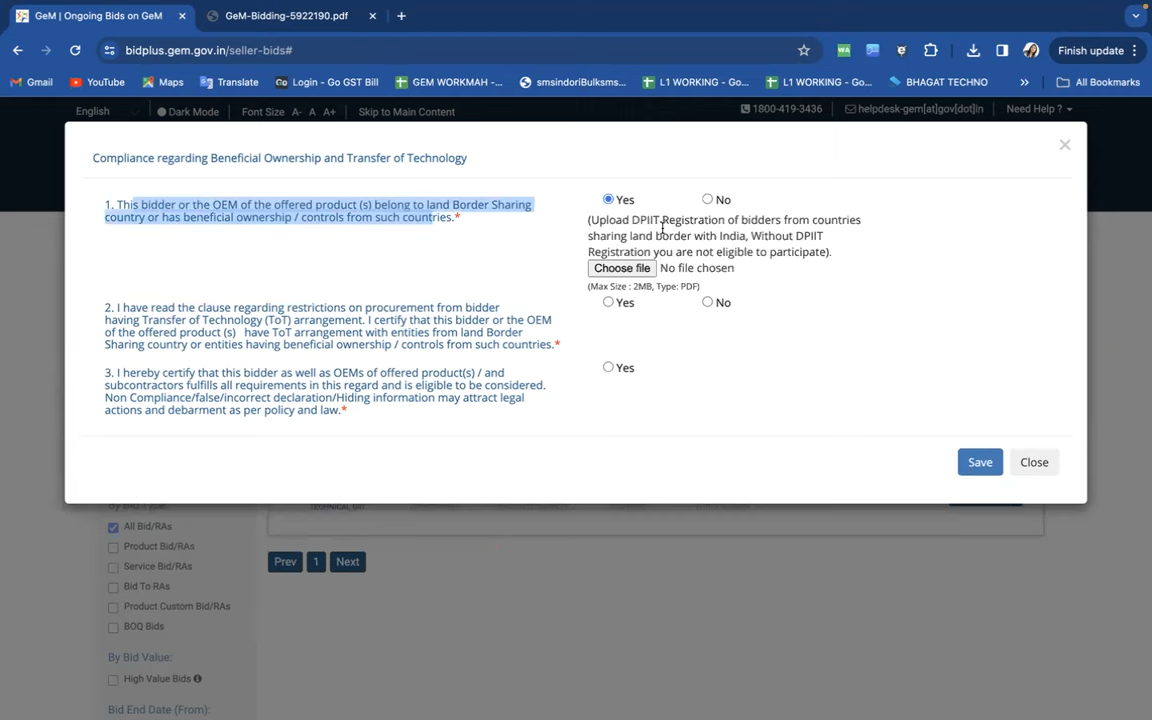 GeM | Ongoing Bids on GeM
GeM-Bidding-5922190.pdf
bidplus.gem.gov.in/seller-bids#
Finish update
Gmail
YouTube
Maps
Translate
Login - Go GST Bill
GEM WORKMAH -...
smsindoriBulksms...
L1 WORKING - Go...
L1 WORKING - Go...
BHAGAT TECHNO
All Bookmarks
English
Dark Mode
Font Size A- A A+
Skip to Main Content
1800-419-3436
helpdesk-gem[at]gov[dot]in
Need Help ?
Compliance regarding Beneficial Ownership and Transfer of Technology
1. This bidder or the OEM of the offered product (s) belong to land Border Sharing
country or has beneficial ownership / controls from such countries.*
Yes No
(Upload DPIIT Registration of bidders from countries
sharing land border with India, Without DPIIT
Registration you are not eligible to participate).
Choose file No file chosen
(Max Size : 2MB, Type: PDF)
2. I have read the clause regarding restrictions on procurement from bidder
having Transfer of Technology (ToT) arrangement. I certify that this bidder or the OEM
of the offered product (s) have ToT arrangement with entities from land Border
Sharing country or entities having beneficial ownership / controls from such countries.*
Yes No
3. I hereby certify that this bidder as well as OEMs of offered product(s) / and
subcontractors fulfills all requirements in this regard and is eligible to be considered.
Non Compliance/false/incorrect declaration/Hiding information may attract legal
actions and debarment as per policy and law.*
Yes
Save
Close
All Bid/RAs
Product Bid/RAs
Service Bid/RAs
Bid To RAs
Product Custom Bid/RAs
BOQ Bids
By Bid Value:
High Value Bids
Bid End Date (From):
Prev 1 Next